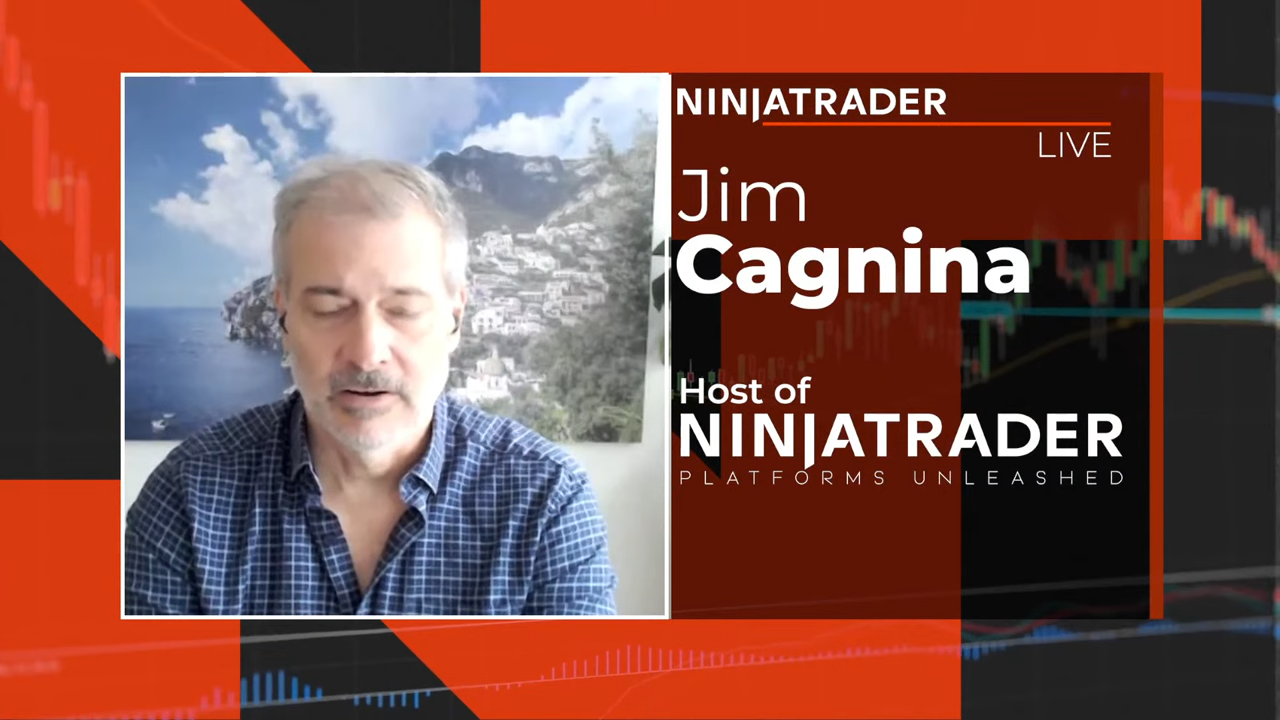 NINJATRADER
LIVE
Jim
Cagnina
Host of
NINJATRADER
PLATFORMS UNLEASHED